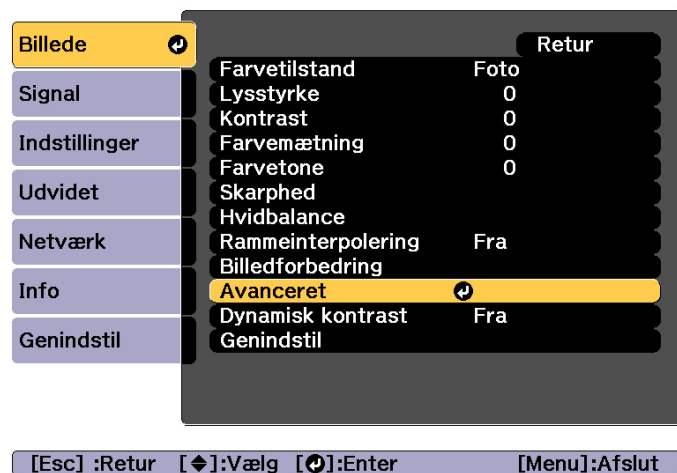 Billede
Signal
Indstillinger
Udvidet
Netværk
Info
Genindstil
Retur
Farvetilstand Foto
Lysstyrke 0
Kontrast 0
Farvemætning 0
Farvetone 0
Skarphed
Hvidbalance
Rammeinterpolering Fra
Billedforbedring
Avanceret
Dynamisk kontrast Fra
Genindstil
[Esc] :Retur [◆]:Vælg [↵]:Enter [Menu]:Afslut